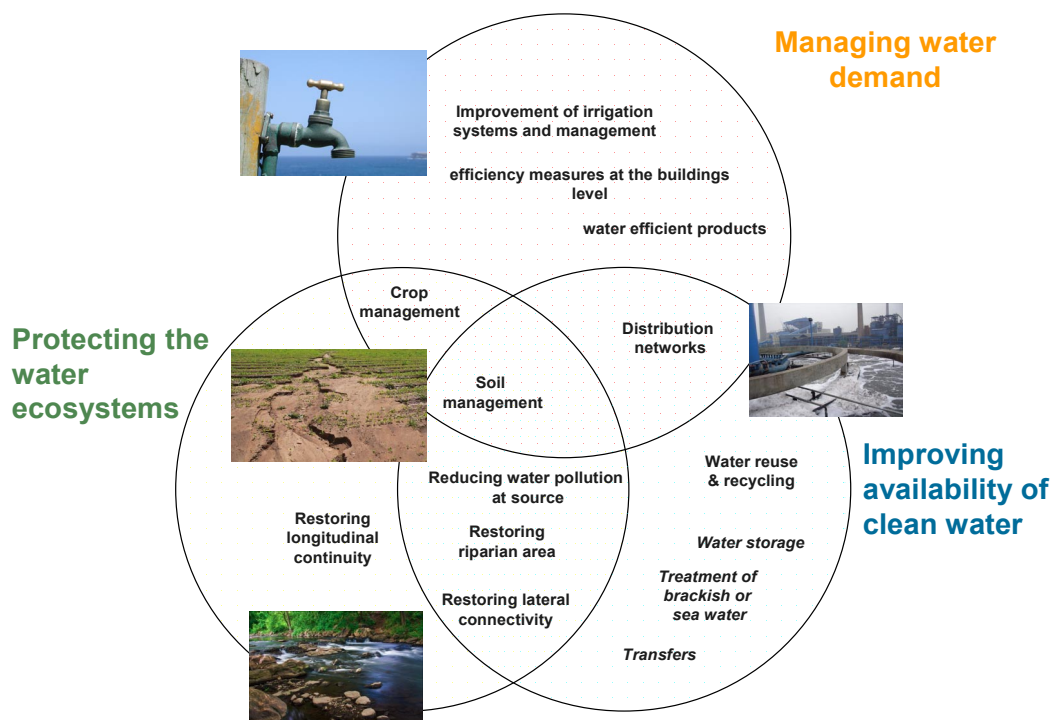 Managing water
demand
Improvement of irrigation
systems and management
efficiency measures at the buildings
level
water efficient products
Crop
management
Distribution
networks
Protecting the
water
ecosystems
Soil
management
Improving
availability of
clean water
Water reuse
& recycling
Reducing water pollution
at source
Restoring
longitudinal
continuity
Restoring
riparian area
Water storage
Treatment of
brackish or
sea water
Restoring lateral
connectivity
Transfers